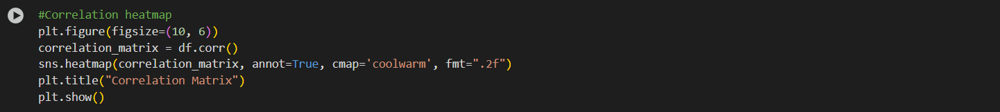 #Correlation heatmap
plt.figure(figsize=(10, 6))
correlation_matrix = df.corr()
sns.heatmap(correlation_matrix, annot=True, cmap='coolwarm', fmt=".2f")
plt.title("Correlation Matrix")
plt.show()